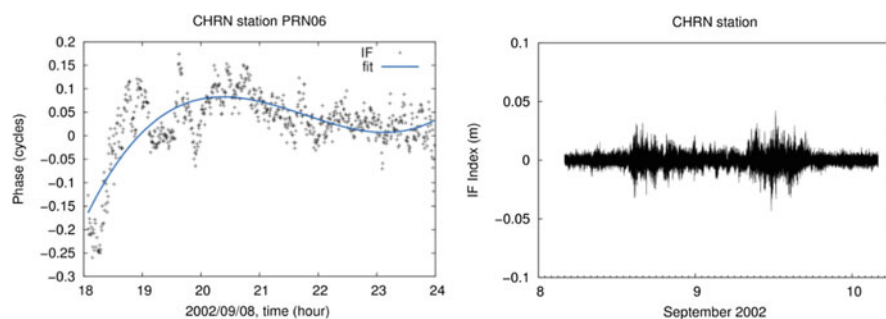 CHRN station PRN06
0.2
0.15
0.1
0.05
0
−0.05
−0.1
−0.15
−0.2
−0.25
−0.3
Phase (cycles)
IF
fit
18 19 20 21 22 23 24
2002/09/08, time (hour)
CHRN station
0.1
0.05
0
−0.05
−0.1
IF Index (m)
8 9 10
September 2002